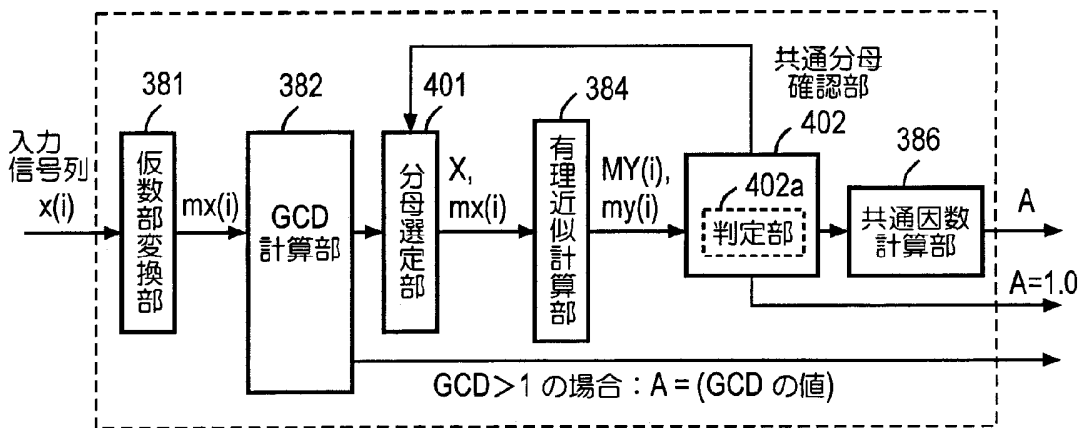 共通分母
確認部
381
382
401
384
402
386
入力
信号列
x(i)
仮数部変換部
mx(i)
GCD
計算部
分母選定部
X,
mx(i)
有理近似計算部
MY(i),
my(i)
402a
判定部
共通因数
計算部
A
A=1.0
GCD>1 の場合:A = (GCD の値)